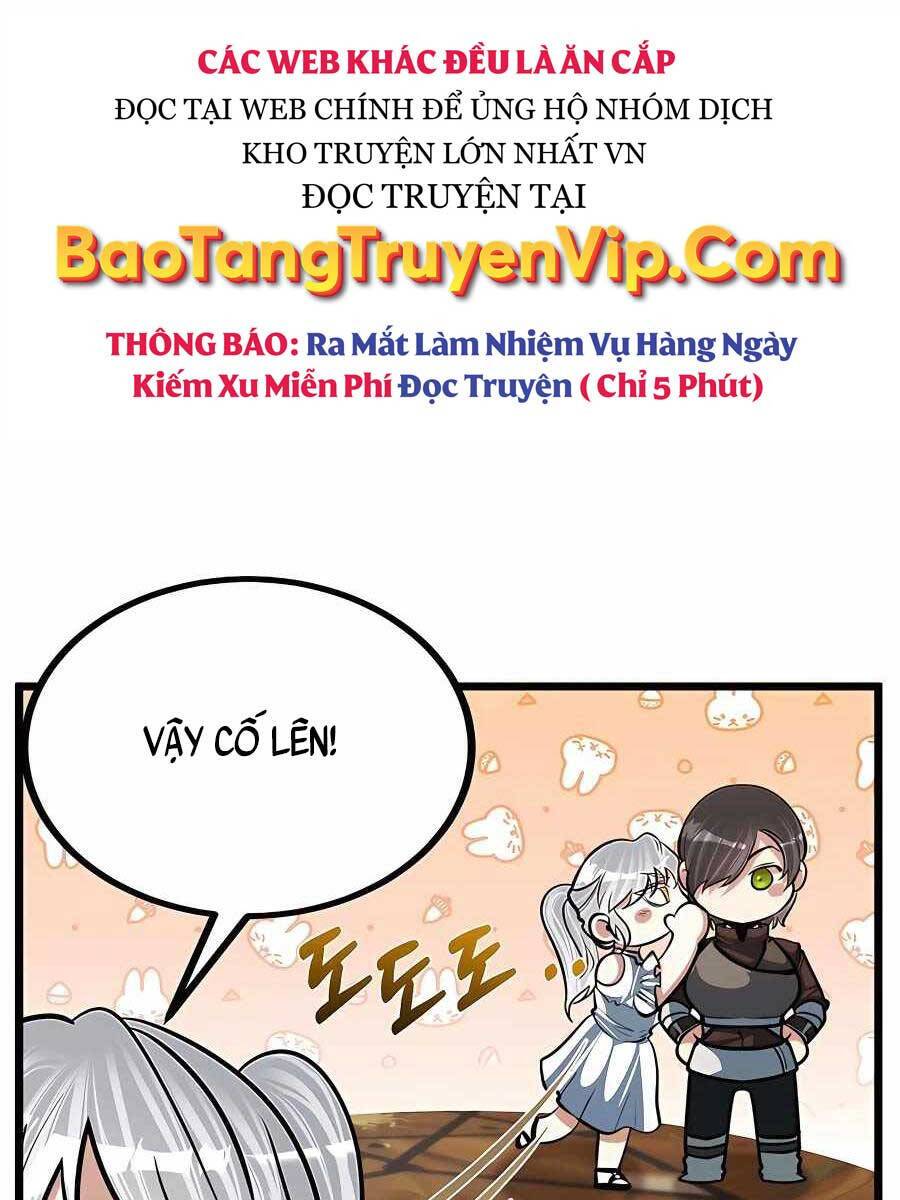 CÁC WEB KHÁC ĐỀU LÀ ĂN CẮP
ĐỌC TẠI WEB CHÍNH ĐỂ ỦNG HỘ NHÓM DỊCH
KHO TRUYỆN LỚN NHẤT VN
ĐỌC TRUYỆN TẠI
BaoTangTruyenVip.Com
THÔNG BÁO: Ra Mắt Làm Nhiệm Vụ Hàng Ngày
Kiếm Xu Miễn Phí Đọc Truyện ( Chỉ 5 Phút)
VẬY CỐ LÊN!
도도도..